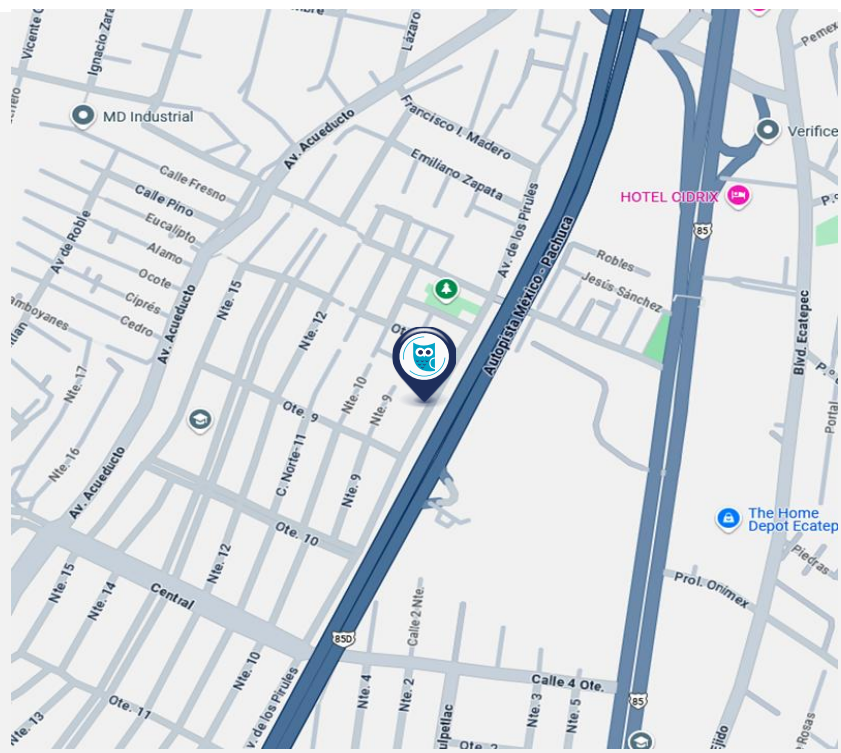 Vicente G
Ignacio Zara
Lázaro
Pemex
MD Industrial
Av. Acueducto
Francisco I. Madero
Verifice
Emiliano Zapata
Calle Fresno
Calle Pino
HOTEL CIDRIX
Eucalipto
Av. de los Pirules
85
Av de Roble
Alamo
Autopista México - Pachuca
Robles
Ocote
Jesús Sánchez
Nte. 15
Ciprés
Blvd. Ecatepec
amboyanes
Cedro
Nte. 12
Av. Acueducto
Nte. 17
Nte. 10
Nte. 9
Ote. 9
Portal
C. Norte-11
Nte. 16
Nte. 9
Av. Acueducto
The Home
Depot Ecatep
Ote. 10
Piedras
Nte. 12
Nte. 15
Nte. 14
Central
Prol. Onimex
Calle 2 Nte.
85D
Nte. 10
Calle 4 Ote.
Nte. 4
Nte. 2
Nte. 3
Nte. 5
85
v. de los Pirules
Ote. 11
Nte. 13
ulpetlac
Ejido
Rosas